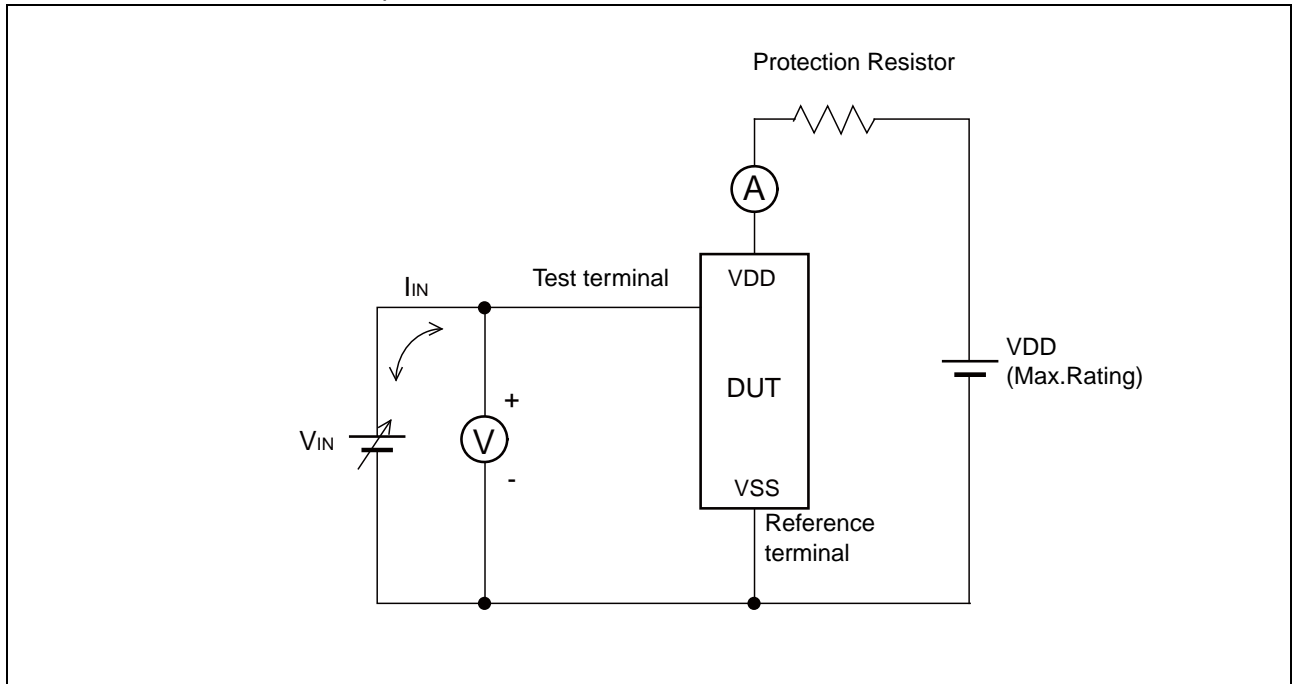 Protection Resistor
A
Test terminal
VDD
IIN
VDD
(Max.Rating)
DUT
+
VIN
V
-
VSS
Reference
terminal